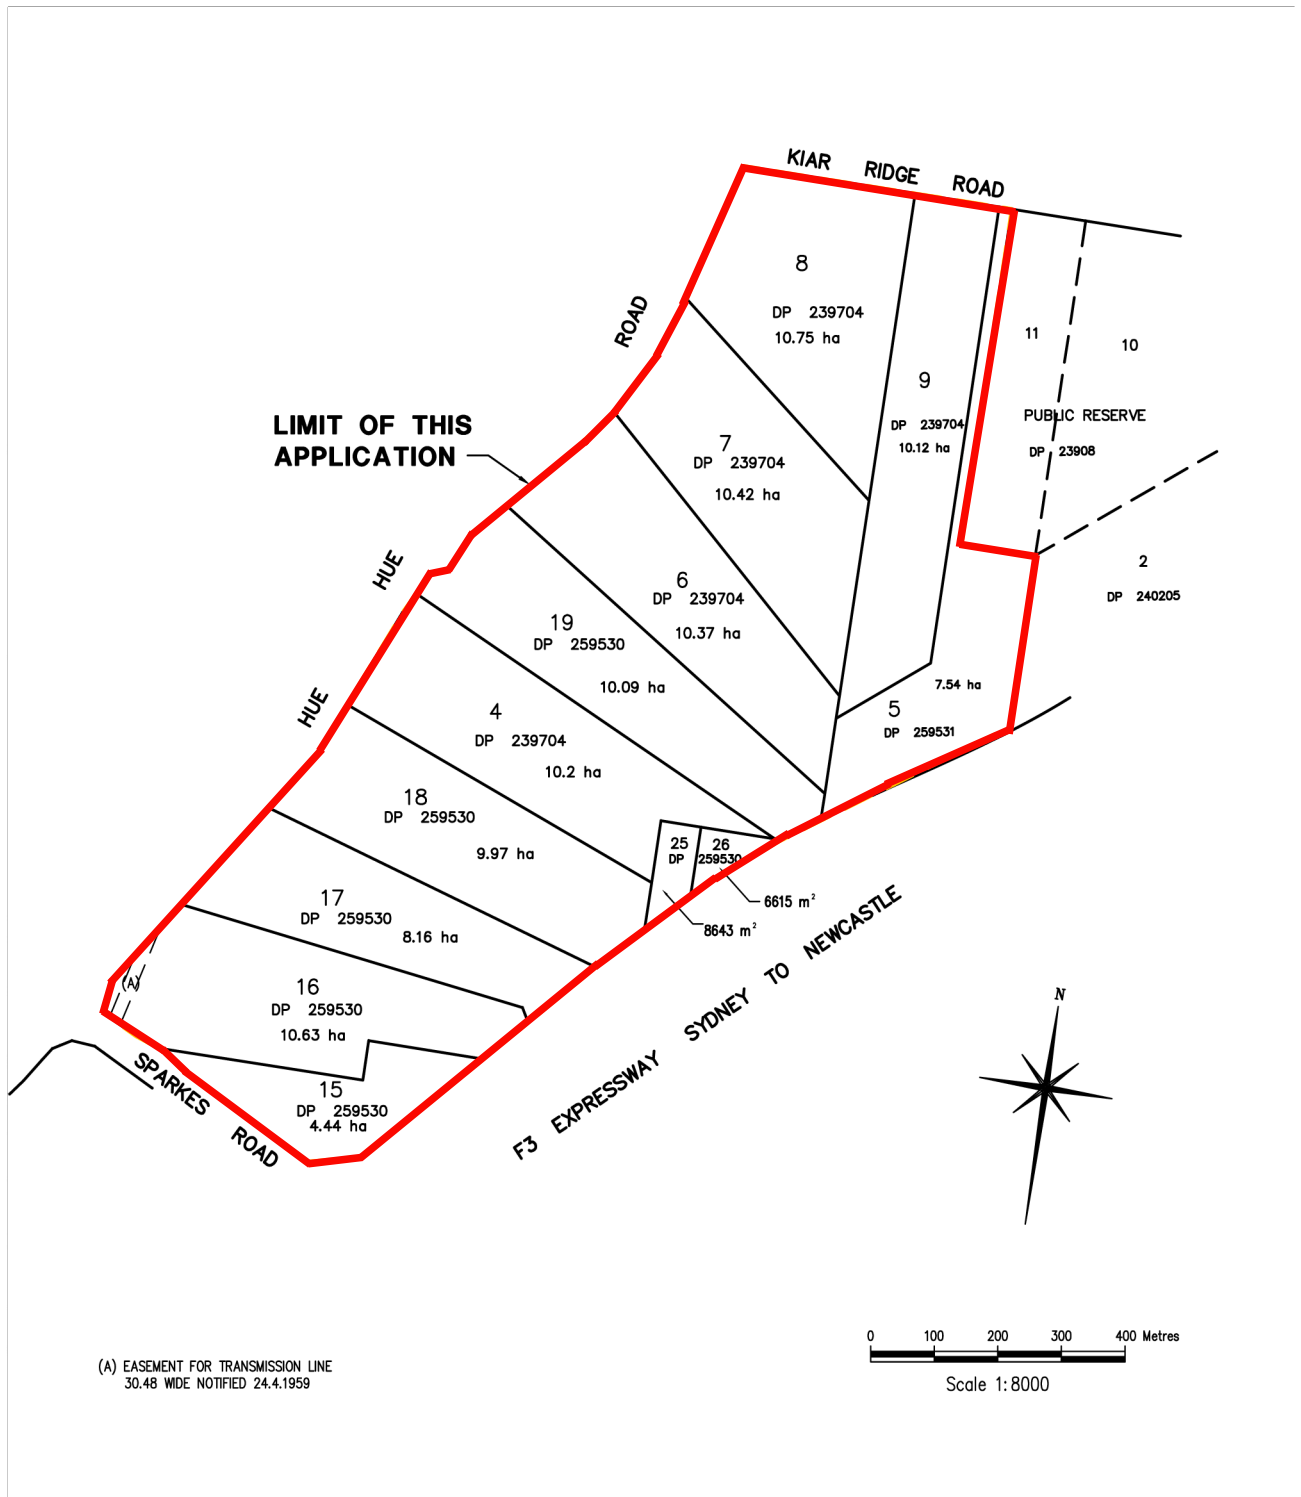 KIAR RIDGE ROAD
8
DP 239704
10.75 ha
ROAD
11
10
9
DP 239704
10.12 ha
PUBLIC RESERVE
DP 23908
LIMIT OF THIS
APPLICATION
7
DP 239704
10.42 ha
HUE
6
DP 239704
10.37 ha
2
DP 240205
19
DP 259530
10.09 ha
HUE
7.54 ha
5
DP 259531
4
DP 239704
10.2 ha
18
DP 259530
9.97 ha
25
26
DP 259530
6615 m²
8643 m²
17
DP 259530
8.16 ha
F3 EXPRESSWAY SYDNEY TO NEWCASTLE
(A)
16
DP 259530
10.63 ha
N
SPARKES ROAD
15
DP 259530
4.44 ha
0 100 200 300 400 Metres
Scale 1:8000
(A) EASEMENT FOR TRANSMISSION LINE
30.48 WIDE NOTIFIED 24.4.1959